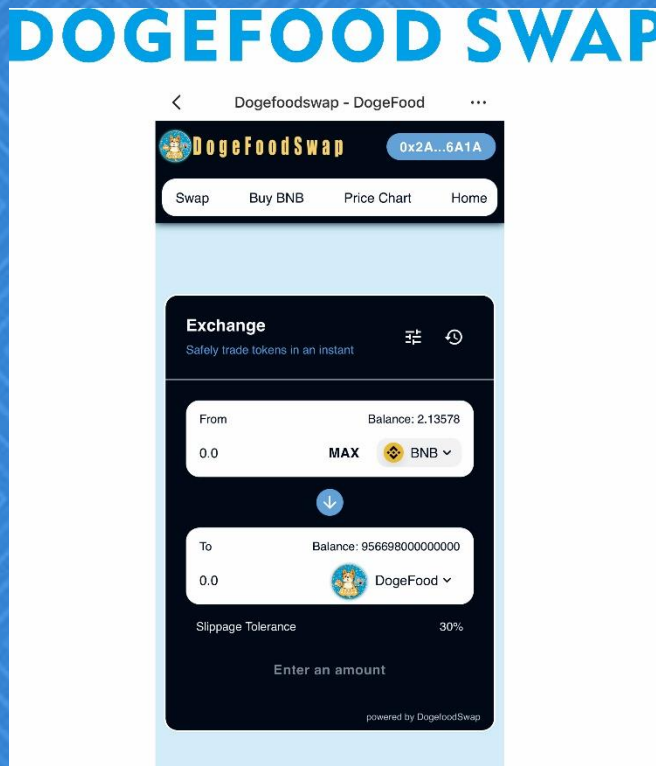 DOGEFOOD SWAP
Dogefoodswap - DogeFood
DogeFoodSwap
0x2A...6A1A
Swap Buy BNB Price Chart Home
Exchange
Safely trade tokens in an instant
From Balance: 2.13578
0.0 MAX BNB
To Balance: 956698000000000
0.0 DogeFood
Slippage Tolerance 30%
Enter an amount
powered by DogefoodSwap